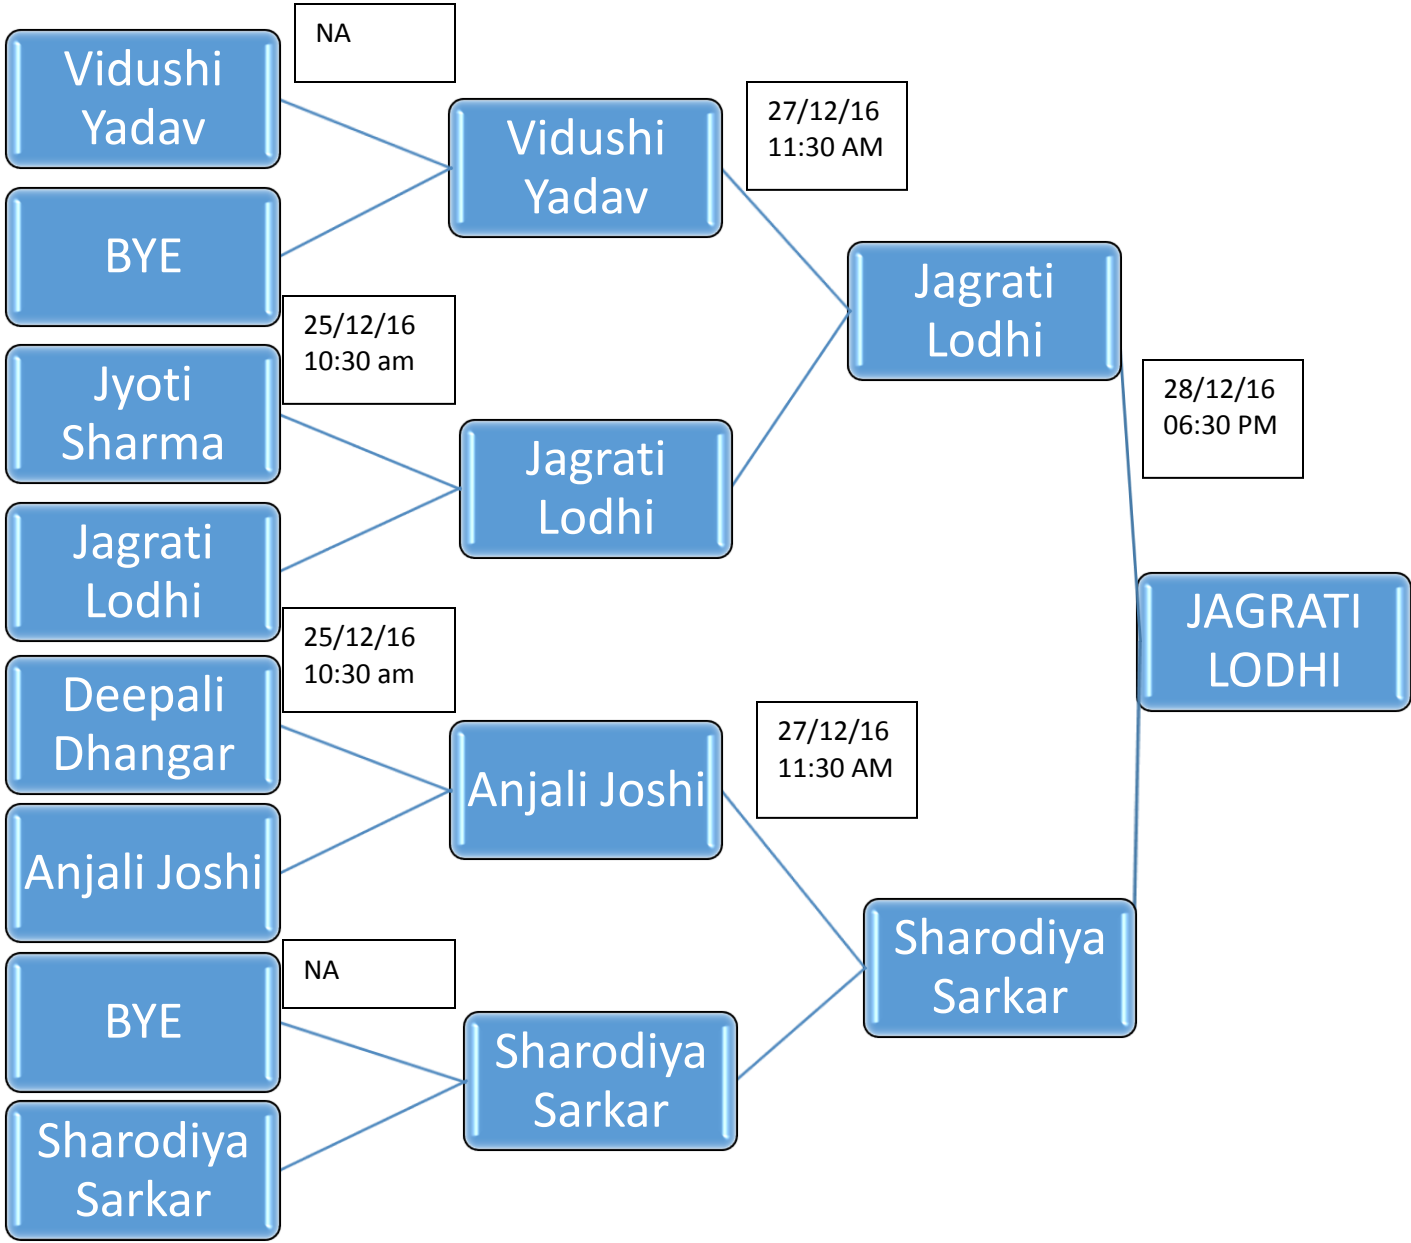 Vidushi
Yadav
BYE
Jyoti
Sharma
Jagrati
Lodhi
Deepali
Dhangar
Anjali Joshi
BYE
Sharodiya
Sarkar
NA
25/12/16
10:30 am
25/12/16
10:30 am
NA
Vidushi
Yadav
Jagrati
Lodhi
Anjali Joshi
Sharodiya
Sarkar
27/12/16
11:30 AM
27/12/16
11:30 AM
Jagrati
Lodhi
Sharodiya
Sarkar
28/12/16
06:30 PM
JAGRATI
LODHI